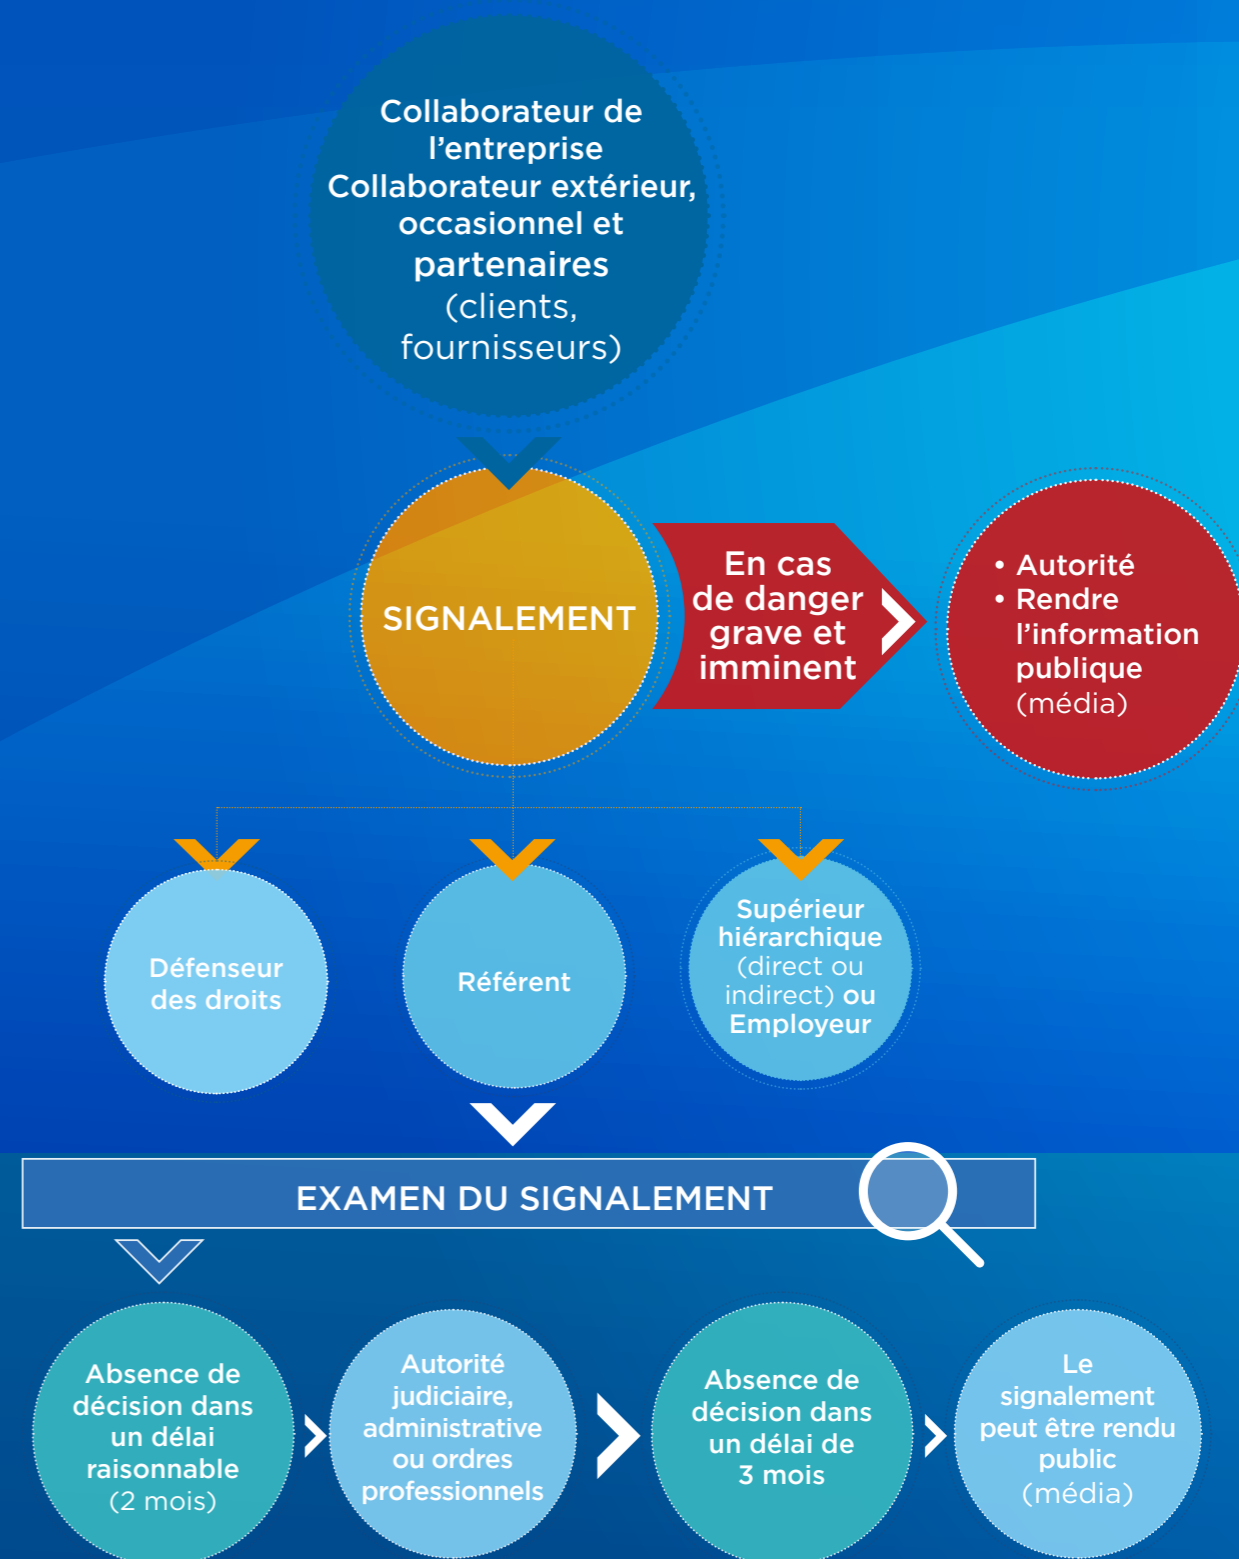 Collaborateur de
l'entreprise
Collaborateur extérieur,
occasionnel et
partenaires
(clients,
fournisseurs)
SIGNALEMENT
En cas
de danger
grave et
imminent
• Autorité
• Rendre
l'information
publique
(média)
Défenseur
des droits
Référent
Supérieur
hiérarchique
(direct ou
indirect) ou
Employeur
EXAMEN DU SIGNALEMENT
Absence de
décision dans
un délai
raisonnable
(2 mois)
Autorité
judiciaire,
administrative
ou ordres
professionnels
Absence de
décision dans
un délai de
3 mois
Le
signalement
peut être rendu
public
(média)